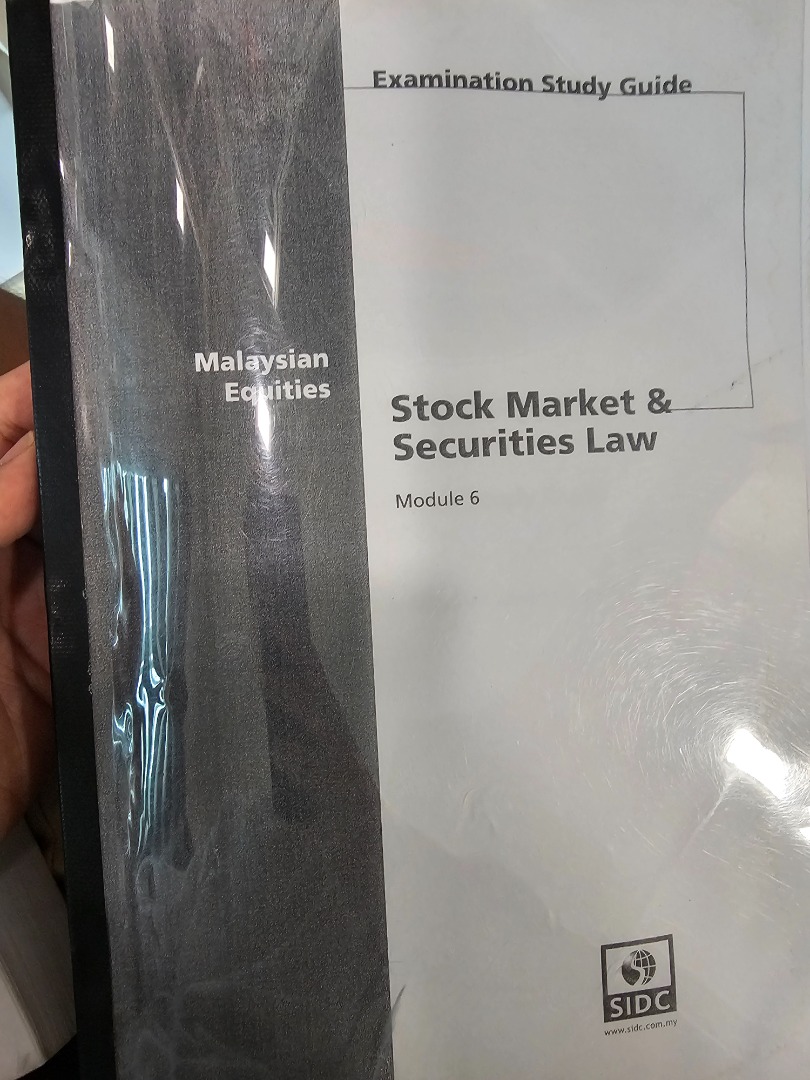 Examination Study Guide
Malaysian
Equities
Stock Market &
Securities Law
Module 6
SIDC
www.sidc.com.my